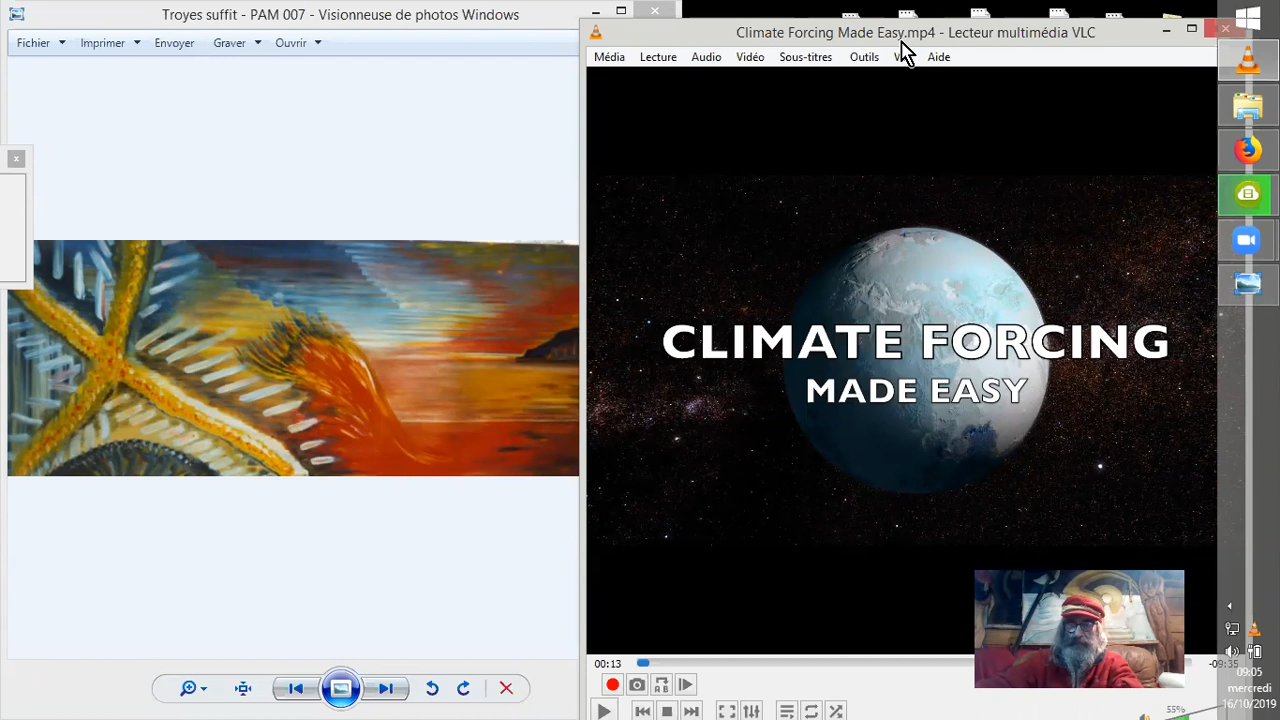 Troyes suffit - PAM 007 - Visionneuse de photos Windows
Fichier Imprimer Envoyer Graver Ouvrir
Climate Forcing Made Easy.mp4 - Lecteur multimédia VLC
Média Lecture Audio Vidéo Sous-titres Outils Aide
CLIMATE FORCING
MADE EASY
00:13
-09:35
55%
09:05
mercredi
16/10/2019